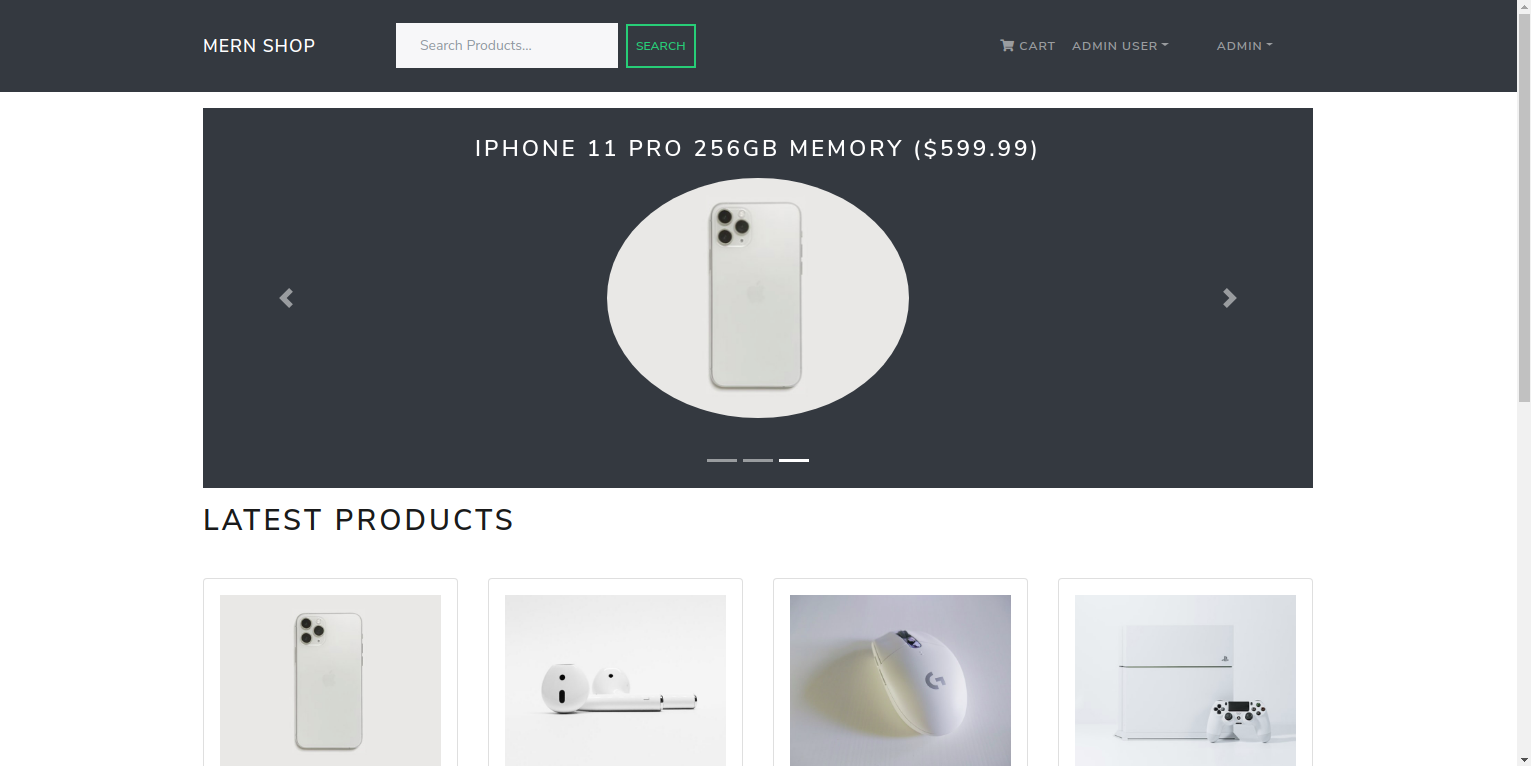 MERN SHOP
Search Products...
SEARCH
CART
ADMIN USER
ADMIN
IPHONE 11 PRO 256GB MEMORY ($599.99)
LATEST PRODUCTS